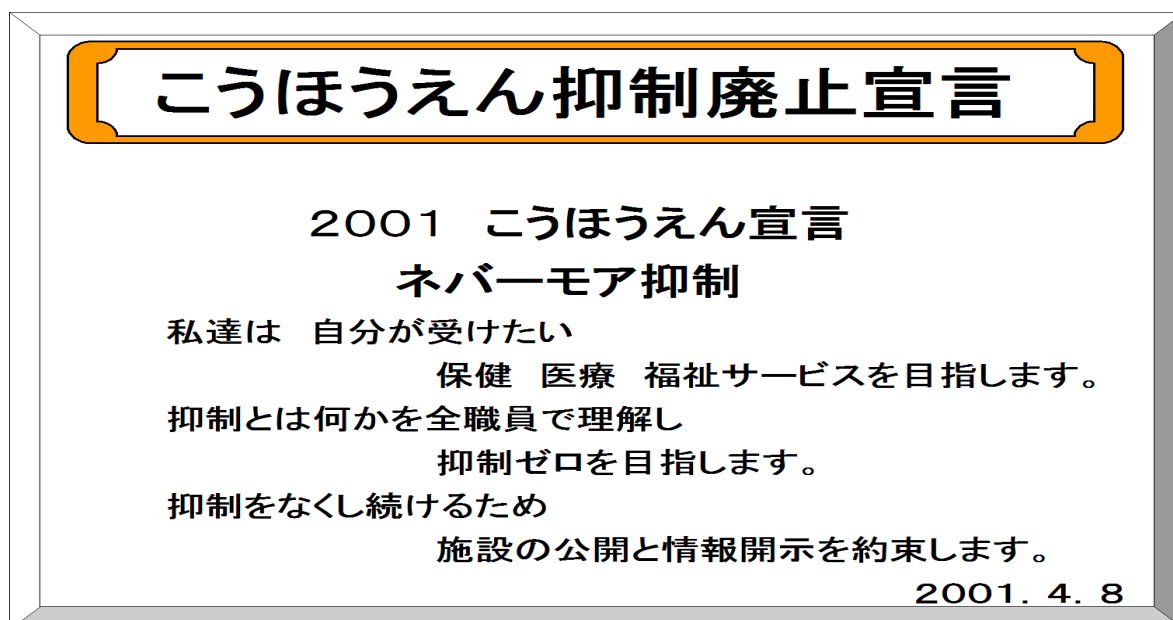 こうほうえん抑制廃止宣言
2001　こうほうえん宣言
ネバーモア抑制
私達は　自分が受けたい
保健　医療　福祉サービスを目指します。
抑制とは何かを全職員で理解し
抑制ゼロを目指します。
抑制をなくし続けるため
施設の公開と情報開示を約束します。
2001. 4. 8